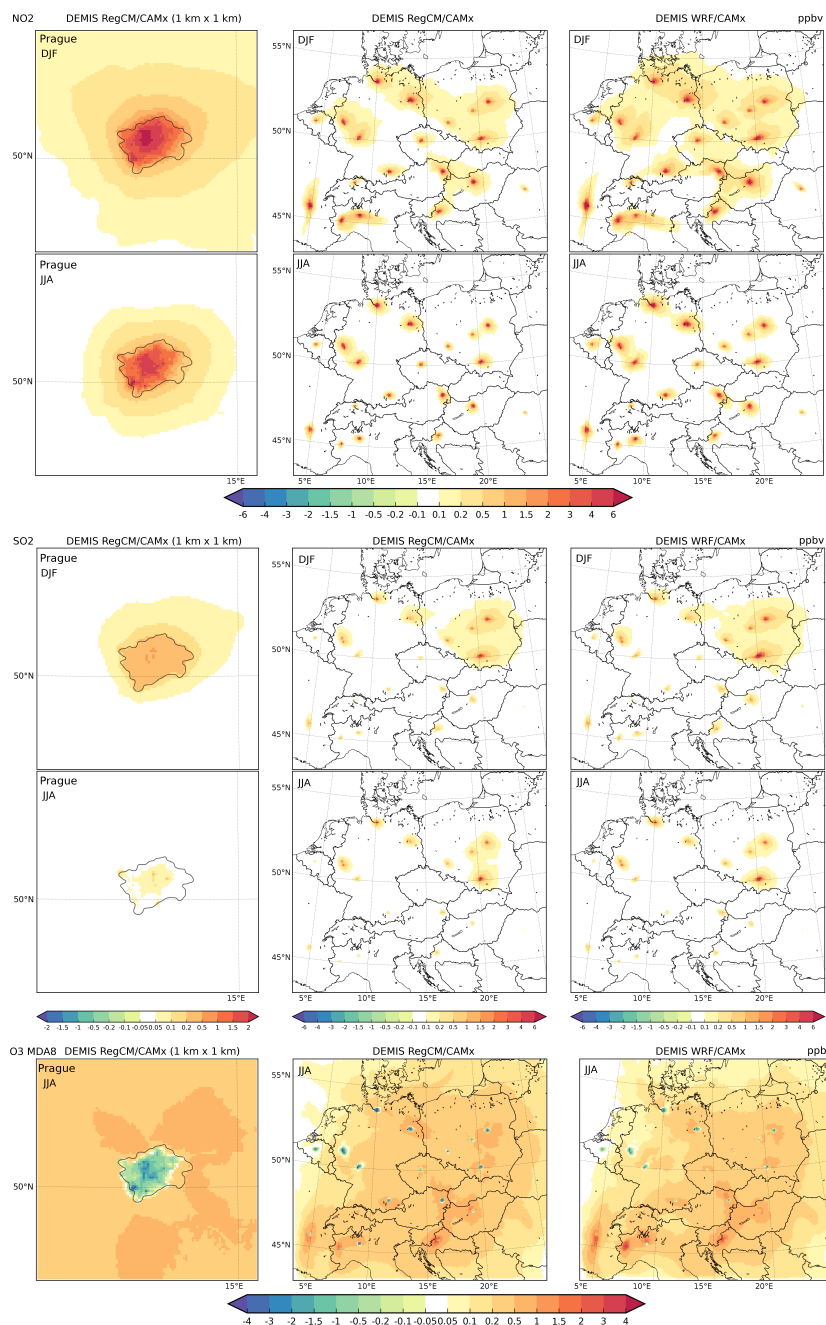 NO2 DEMIS RegCM/CAMx (1 km x 1 km) DEMIS RegCM/CAMx DEMIS WRF/CAMx ppbv
Prague DJF 55°N DJF DJF
50°N 50°N
45°N
Prague JJA 55°N JJA JJA
50°N 50°N
45°N
15°E 5°E 10°E 15°E 20°E 5°E 10°E 15°E 20°E
-6 -4 -3 -2 -1 -0.5 -0.2 -0.1 0.1 0.2 0.5 1 1.5 2 3 4 6
SO2 DEMIS RegCM/CAMx (1 km x 1 km) DEMIS RegCM/CAMx DEMIS WRF/CAMx ppbv
Prague DJF 55°N DJF DJF
50°N 50°N
45°N
Prague JJA 55°N JJA JJA
50°N 50°N
45°N
15°E 5°E 10°E 15°E 20°E 5°E 10°E 15°E 20°E
-2 -1.5 -1 -0.5 -0.2 -0.1 -0.05 0.05 0.1 0.2 0.5 1 1.5 2 -6 -4 -3 -2 -1 -0.5 -0.2 -0.1 0.1 0.2 0.5 1 1.5 2 3 4 6 -6 -4 -3 -2 -1 -0.5 -0.2 -0.1 0.1 0.2 0.5 1 1.5 2 3 4 6
O3 MDA8 DEMIS RegCM/CAMx (1 km x 1 km) DEMIS RegCM/CAMx DEMIS WRF/CAMx ppb
Prague JJA 55°N JJA JJA
50°N 50°N
45°N
15°E 5°E 10°E 15°E 20°E 5°E 10°E 15°E 20°E
-4 -3 -2 -1 -0.5 -0.2 -0.1 -0.05 0.05 0.1 0.2 0.5 1 1.5 2 3 4